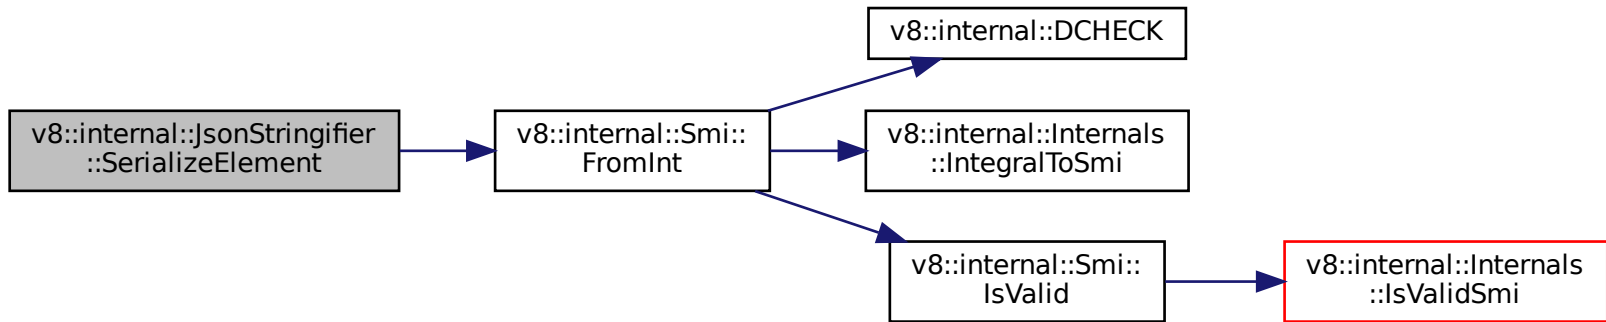 v8::internal::DCHECK
v8::internal::JsonStringifier
::SerializeElement
v8::internal::Smi::
FromInt
v8::internal::Internals
::IntegralToSmi
v8::internal::Smi::
IsValid
v8::internal::Internals
::IsValidSmi